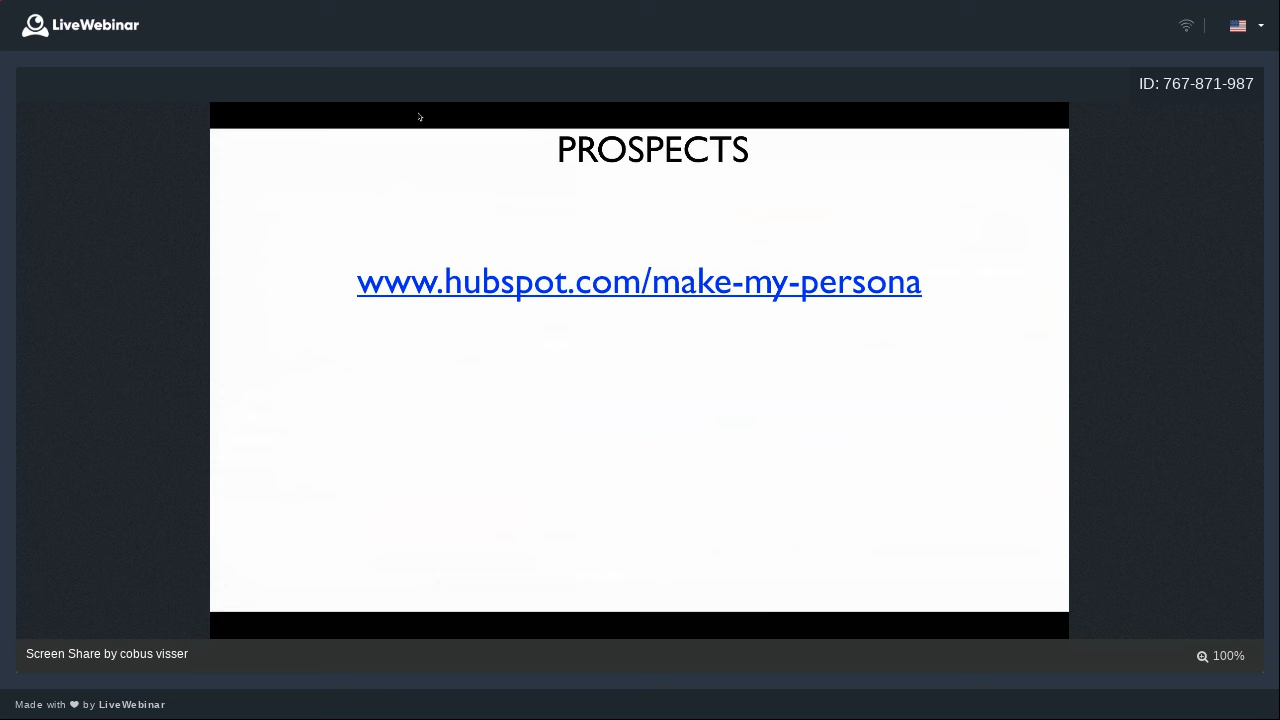 LiveWebinar
ID: 767-871-987
PROSPECTS
www.hubspot.com/make-my-persona
Screen Share by cobus visser
100%
Made with ❤ by LiveWebinar